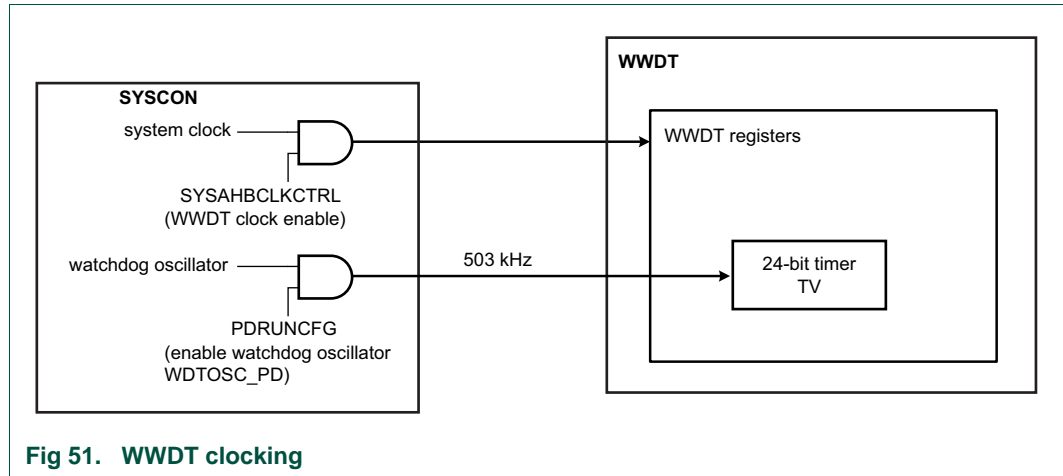 SYSCON
system clock
SYSAHBCLKCTRL
(WWDT clock enable)
watchdog oscillator
PDRUNCFG
(enable watchdog oscillator
WDTOSC_PD)
503 kHz
WWDT
WWDT registers
24-bit timer
TV
Fig 51. WWDT clocking